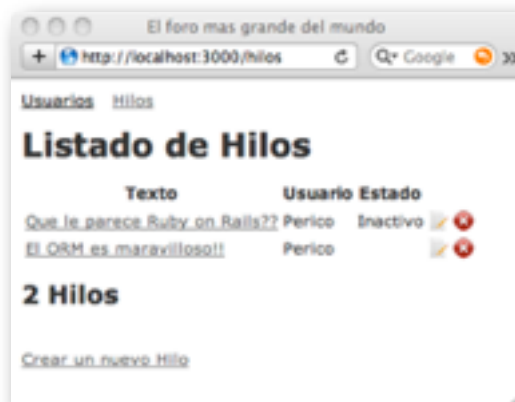 El foro mas grande del mundo
http://localhost:3000/hilos
Google
Usuarios Hilos
Listado de Hilos
Texto Usuario Estado
Que le parece Ruby on Rails?? Perico Inactivo
El ORM es maravilloso!! Perico
2 Hilos
Crear un nuevo Hilo